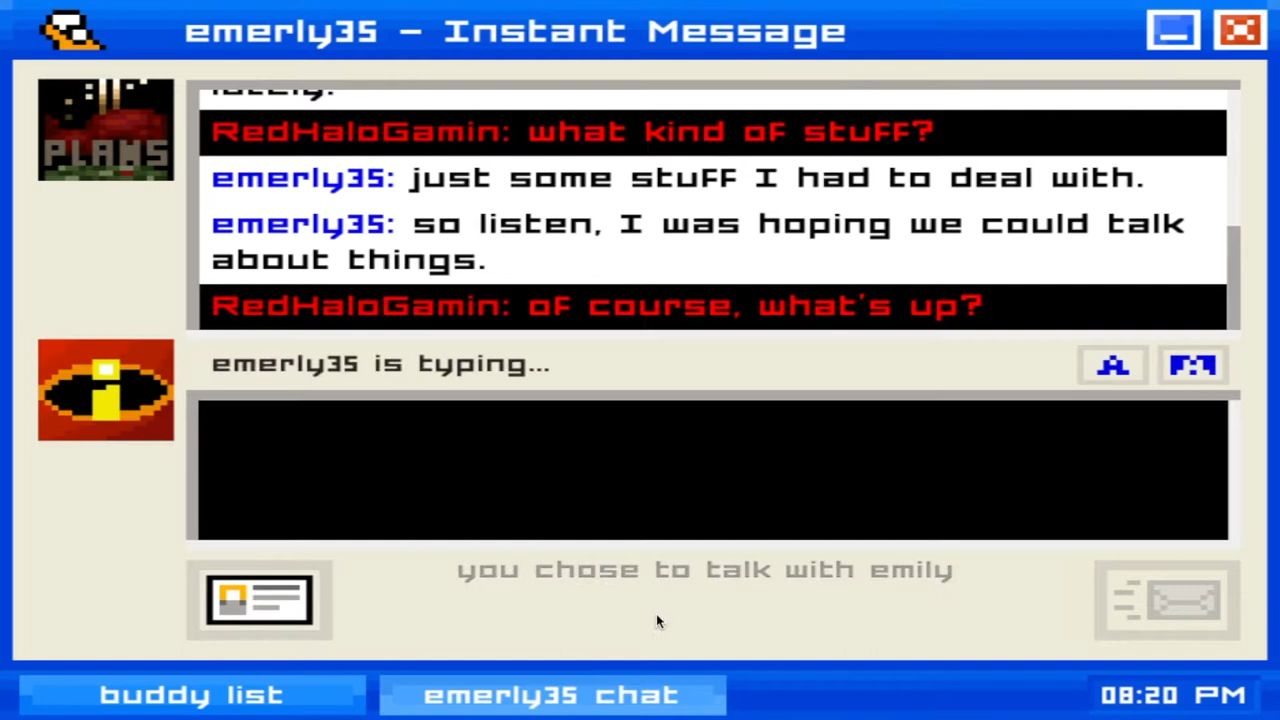 emerly35 - Instant Message
PLANS
lately.
RedHaloGamin: what kind of stuff?
emerly35: just some stuff I had to deal with.
emerly35: so listen, I was hoping we could talk
about things.
RedHaloGamin: of course, what's up?
emerly35 is typing...
A
you chose to talk with emily
buddy list
emerly35 chat
08:20 PM